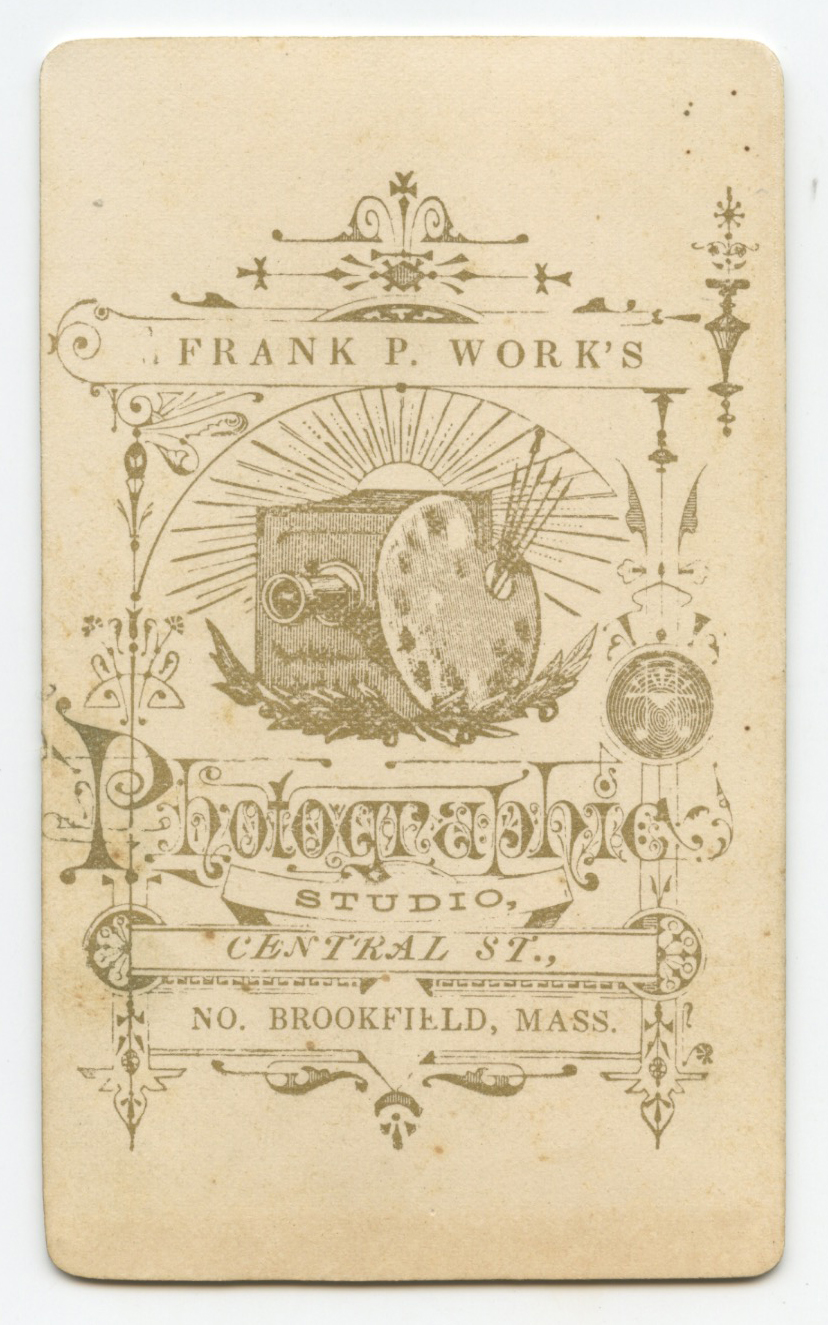 FRANK P. WORK'S
Photographic
STUDIO,
CENTRAL ST.,
NO. BROOKFIELD, MASS.